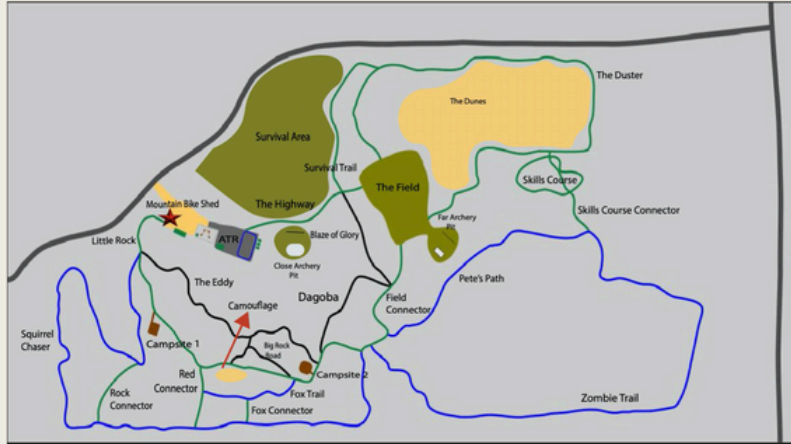 The Duster
The Dunes
Survival Area
Survival Trail
The Field
Skills Course
Mountain Bike Shed
The Highway
Skills Course Connector
Far Archery
Pit
Little Rock
ATR
Blaze of Glory
Close Archery
Pit
The Eddy
Pete's Path
Dagoba
Field
Connector
Camouflage
Squirrel
Chaser
Campsite 1
Big Rock
Road
Red
Connector
Campsite 2
Rock
Connector
Fox Trail
Fox Connector
Zombie Trail